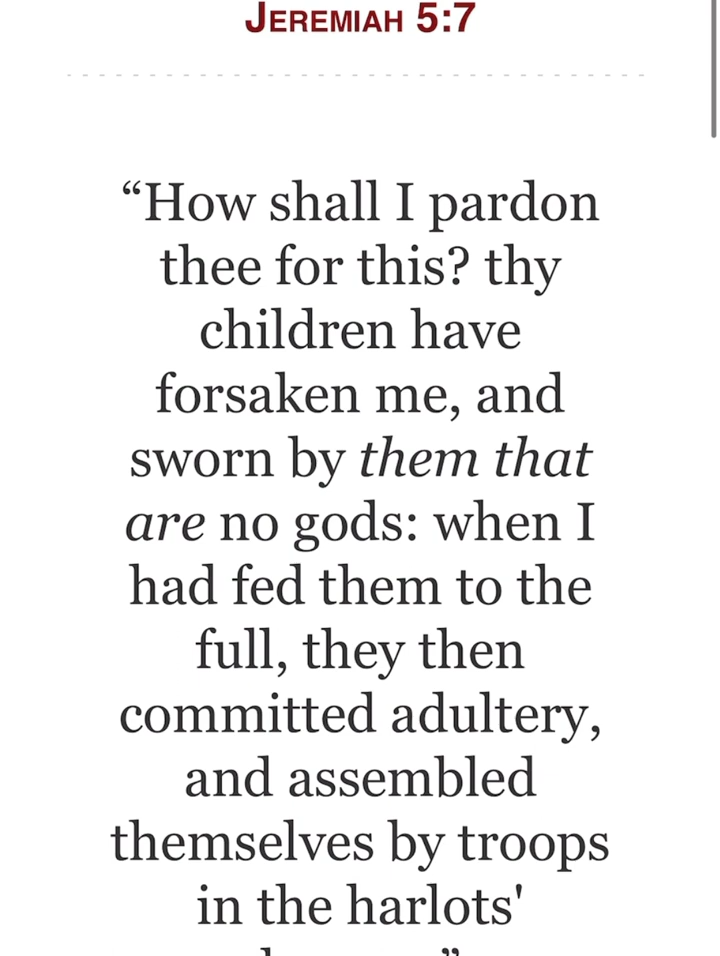 JEREMIAH 5:7
“How shall I pardon
thee for this? thy
children have
forsaken me, and
sworn by them that
are no gods: when I
had fed them to the
full, they then
committed adultery,
and assembled
themselves by troops
in the harlots'